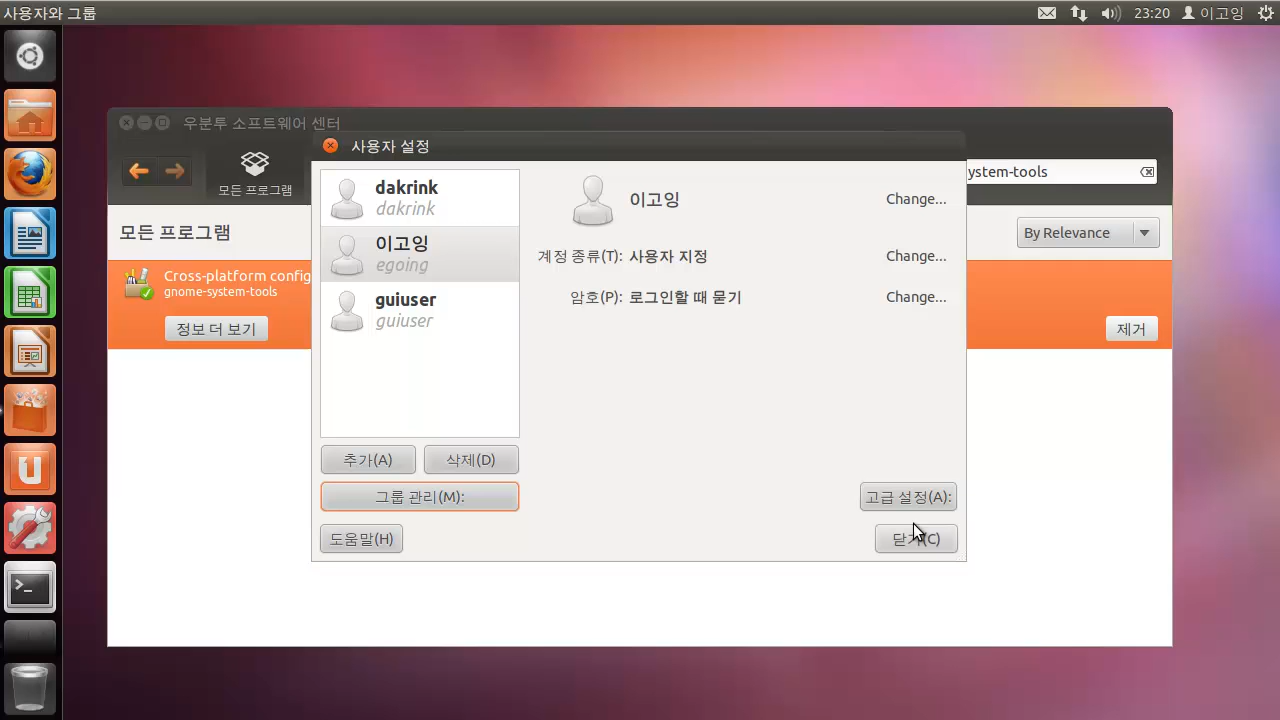 사용자와 그룹
23:20
이고잉
우분투 소프트웨어 센터
모든 프로그램
ystem-tools
모든 프로그램
By Relevance
Cross-platform config
gnome-system-tools
정보 더 보기
제거
사용자 설정
dakrink
dakrink
이고잉
egoing
guiuser
guiuser
추가(A)
삭제(D)
그룹 관리(M):
도움말(H)
이고잉
Change...
계정 종류(T): 사용자 지정
Change...
암호(P): 로그인할 때 묻기
Change...
고급 설정(A):
닫기(C)